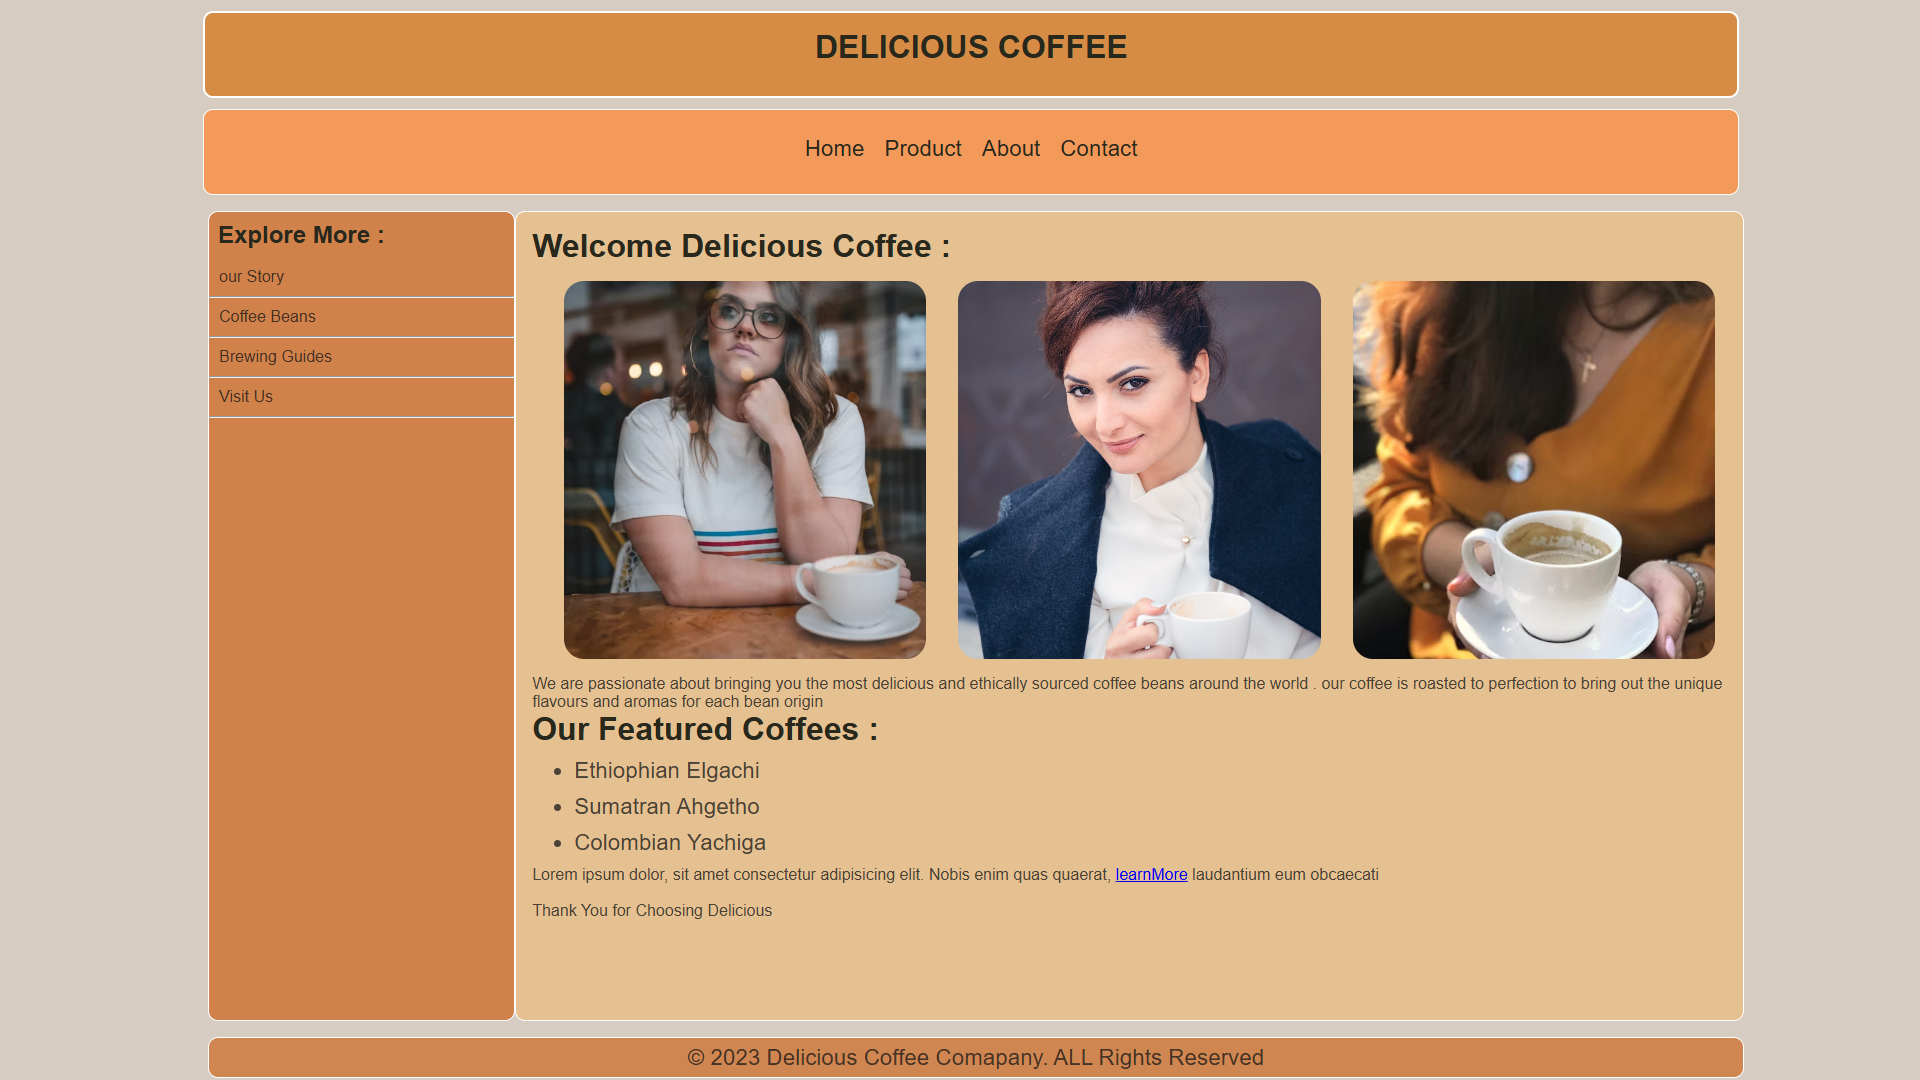 DELICIOUS COFFEE
Home Product About Contact
Explore More :
our Story
Coffee Beans
Brewing Guides
Visit Us
Welcome Delicious Coffee :
We are passionate about bringing you the most delicious and ethically sourced coffee beans around the world . our coffee is roasted to perfection to bring out the unique
flavours and aromas for each bean origin
Our Featured Coffees :
• Ethiophian Elgachi
• Sumatran Ahgetho
• Colombian Yachiga
Lorem ipsum dolor, sit amet consectetur adipisicing elit. Nobis enim quas quaerat, learnMore laudantium eum obcaecati
Thank You for Choosing Delicious
© 2023 Delicious Coffee Comapany. ALL Rights Reserved